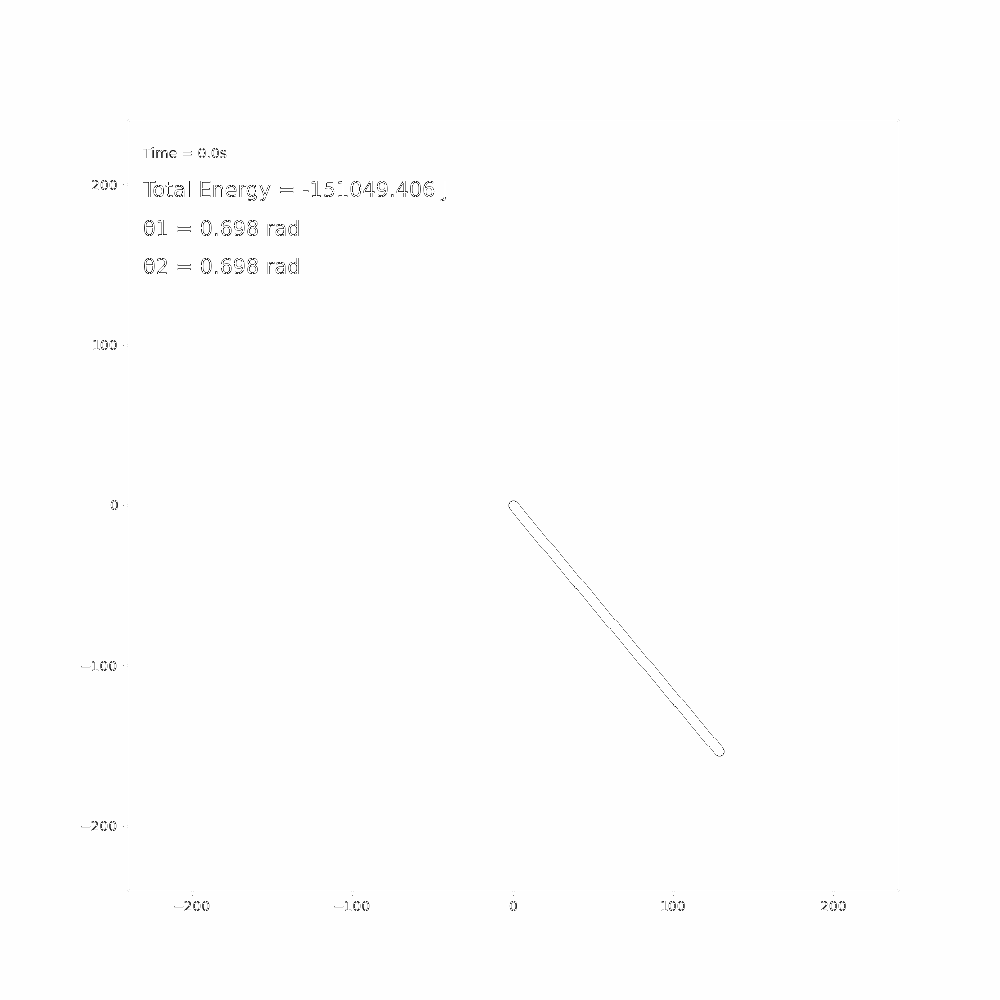 Time = 0.0s
Total Energy = -151049.406
θ1 = 0.698 rad
θ2 = 0.698 rad
200
100
0
−100
−200
−200 −100 0 100 200